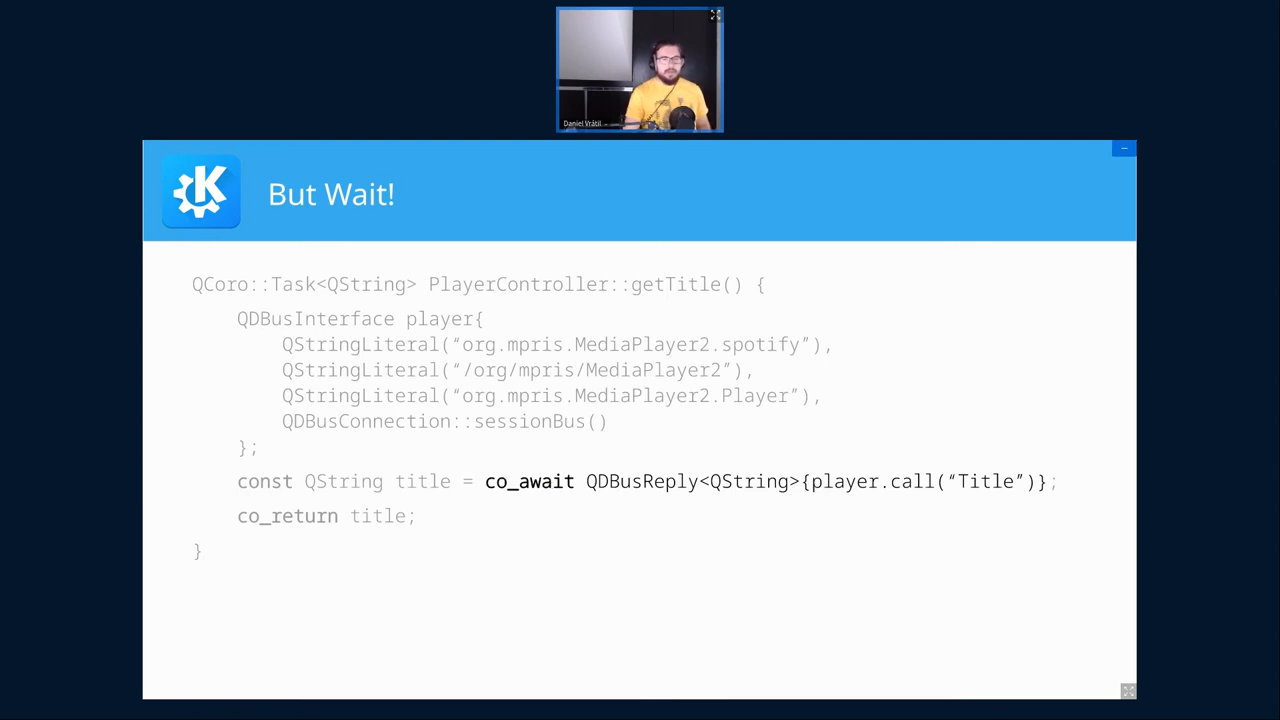 Daniel Vrátil
But Wait!
QCoro::Task<QString> PlayerController::getTitle() {
QDBusInterface player{
QStringLiteral(“org.mpris.MediaPlayer2.spotify”),
QStringLiteral(“/org/mpris/MediaPlayer2”),
QStringLiteral(“org.mpris.MediaPlayer2.Player”),
QDBusConnection::sessionBus()
};
const QString title = co_await QDBusReply<QString>{player.call(“Title”)};
co_return title;
}